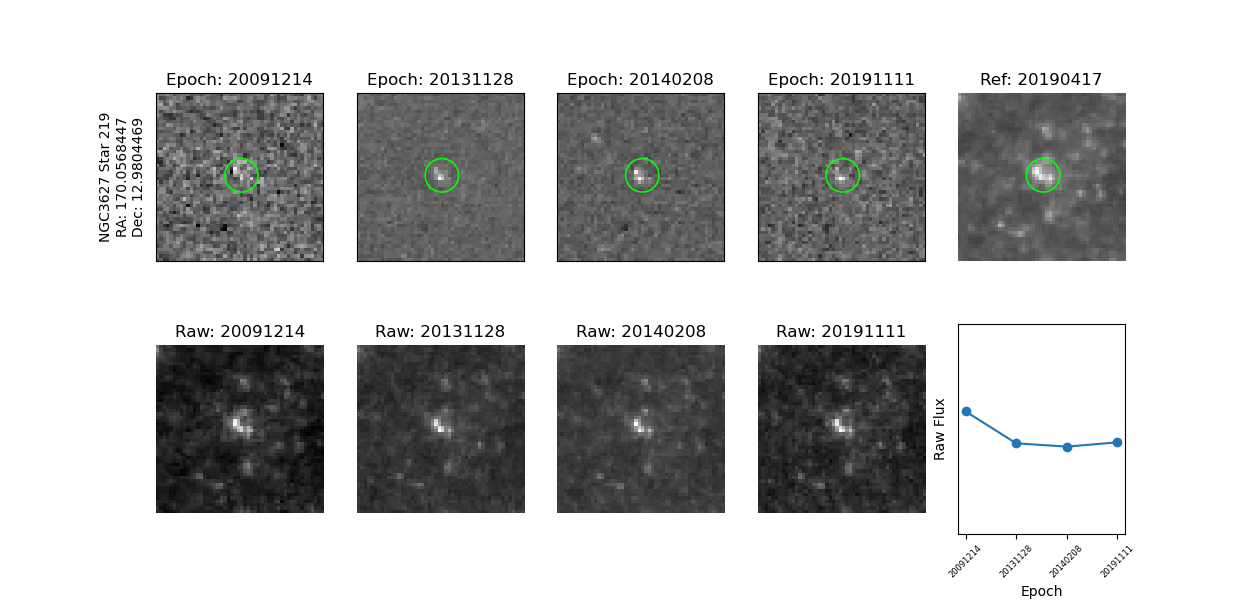 Epoch: 20091214
Epoch: 20131128
Epoch: 20140208
Epoch: 20191111
Ref: 20190417
NGC3627 Star 219
RA: 170.0568447
Dec: 12.9804469
Raw: 20091214
Raw: 20131128
Raw: 20140208
Raw: 20191111
Raw Flux
20091214
20131128
20140208
20191111
Epoch